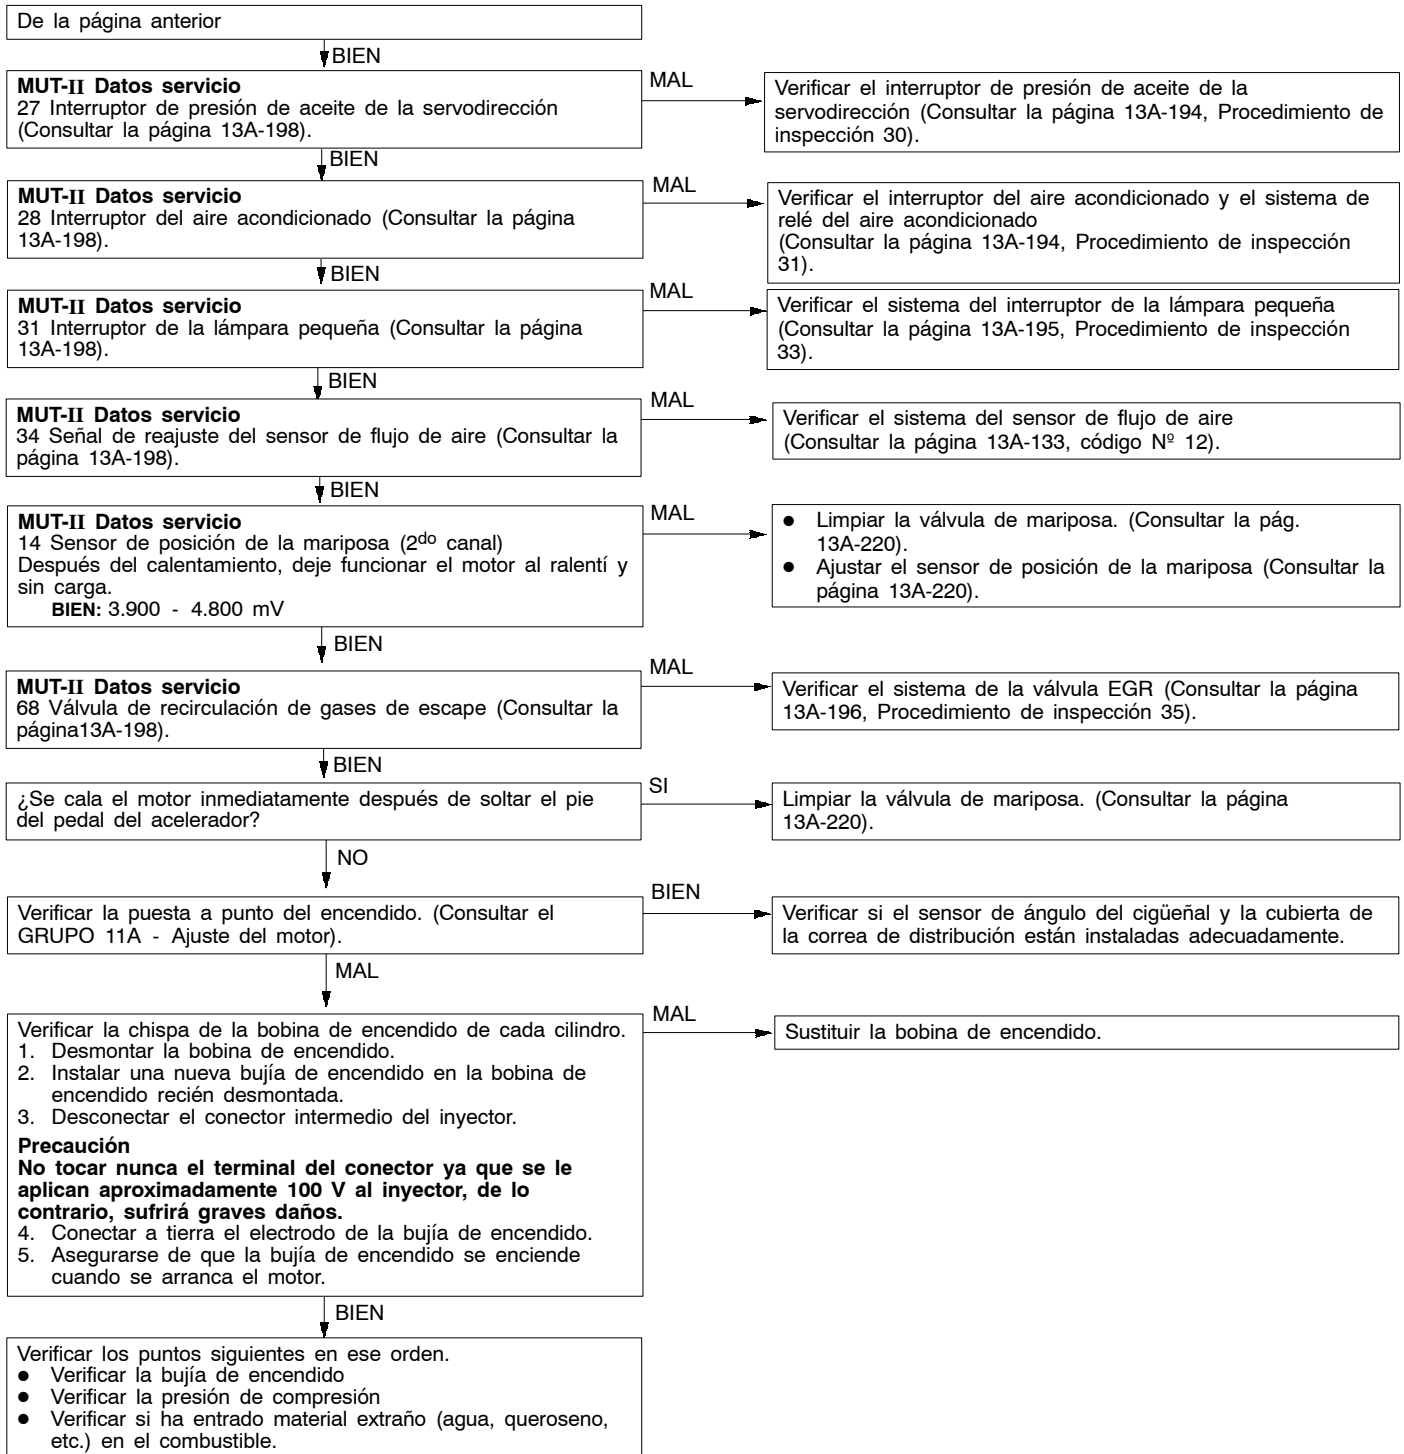 De la página anterior
BIEN
MUT-II Datos servicio
27 Interruptor de presión de aceite de la servodirección
(Consultar la página 13A-198).
MAL
Verificar el interruptor de presión de aceite de la
servodirección (Consultar la página 13A-194, Procedimiento de
inspección 30).
BIEN
MUT-II Datos servicio
28 Interruptor del aire acondicionado (Consultar la página
13A-198).
MAL
Verificar el interruptor del aire acondicionado y el sistema de
relé del aire acondicionado
(Consultar la página 13A-194, Procedimiento de inspección
31).
BIEN
MUT-II Datos servicio
31 Interruptor de la lámpara pequeña (Consultar la página
13A-198).
MAL
Verificar el sistema del interruptor de la lámpara pequeña
(Consultar la página 13A-195, Procedimiento de inspección
33).
BIEN
MUT-II Datos servicio
34 Señal de reajuste del sensor de flujo de aire (Consultar la
página 13A-198).
MAL
Verificar el sistema del sensor de flujo de aire
(Consultar la página 13A-133, código Nº 12).
BIEN
MUT-II Datos servicio
14 Sensor de posición de la mariposa (2do canal)
Después del calentamiento, deje funcionar el motor al ralentí y
sin carga.
BIEN: 3.900 - 4.800 mV
MAL
● Limpiar la válvula de mariposa. (Consultar la pág.
13A-220).
● Ajustar el sensor de posición de la mariposa (Consultar la
página 13A-220).
BIEN
MUT-II Datos servicio
68 Válvula de recirculación de gases de escape (Consultar la
página13A-198).
MAL
Verificar el sistema de la válvula EGR (Consultar la página
13A-196, Procedimiento de inspección 35).
BIEN
¿Se cala el motor inmediatamente después de soltar el pie
del pedal del acelerador?
SI
Limpiar la válvula de mariposa. (Consultar la página
13A-220).
NO
Verificar la puesta a punto del encendido. (Consultar el
GRUPO 11A - Ajuste del motor).
BIEN
Verificar si el sensor de ángulo del cigüeñal y la cubierta de
la correa de distribución están instaladas adecuadamente.
MAL
Verificar la chispa de la bobina de encendido de cada cilindro.
1. Desmontar la bobina de encendido.
2. Instalar una nueva bujía de encendido en la bobina de
encendido recién desmontada.
3. Desconectar el conector intermedio del inyector.
Precaución
No tocar nunca el terminal del conector ya que se le
aplican aproximadamente 100 V al inyector, de lo
contrario, sufrirá graves daños.
4. Conectar a tierra el electrodo de la bujía de encendido.
5. Asegurarse de que la bujía de encendido se enciende
cuando se arranca el motor.
MAL
Sustituir la bobina de encendido.
BIEN
Verificar los puntos siguientes en ese orden.
● Verificar la bujía de encendido
● Verificar la presión de compresión
● Verificar si ha entrado material extraño (agua, queroseno,
etc.) en el combustible.